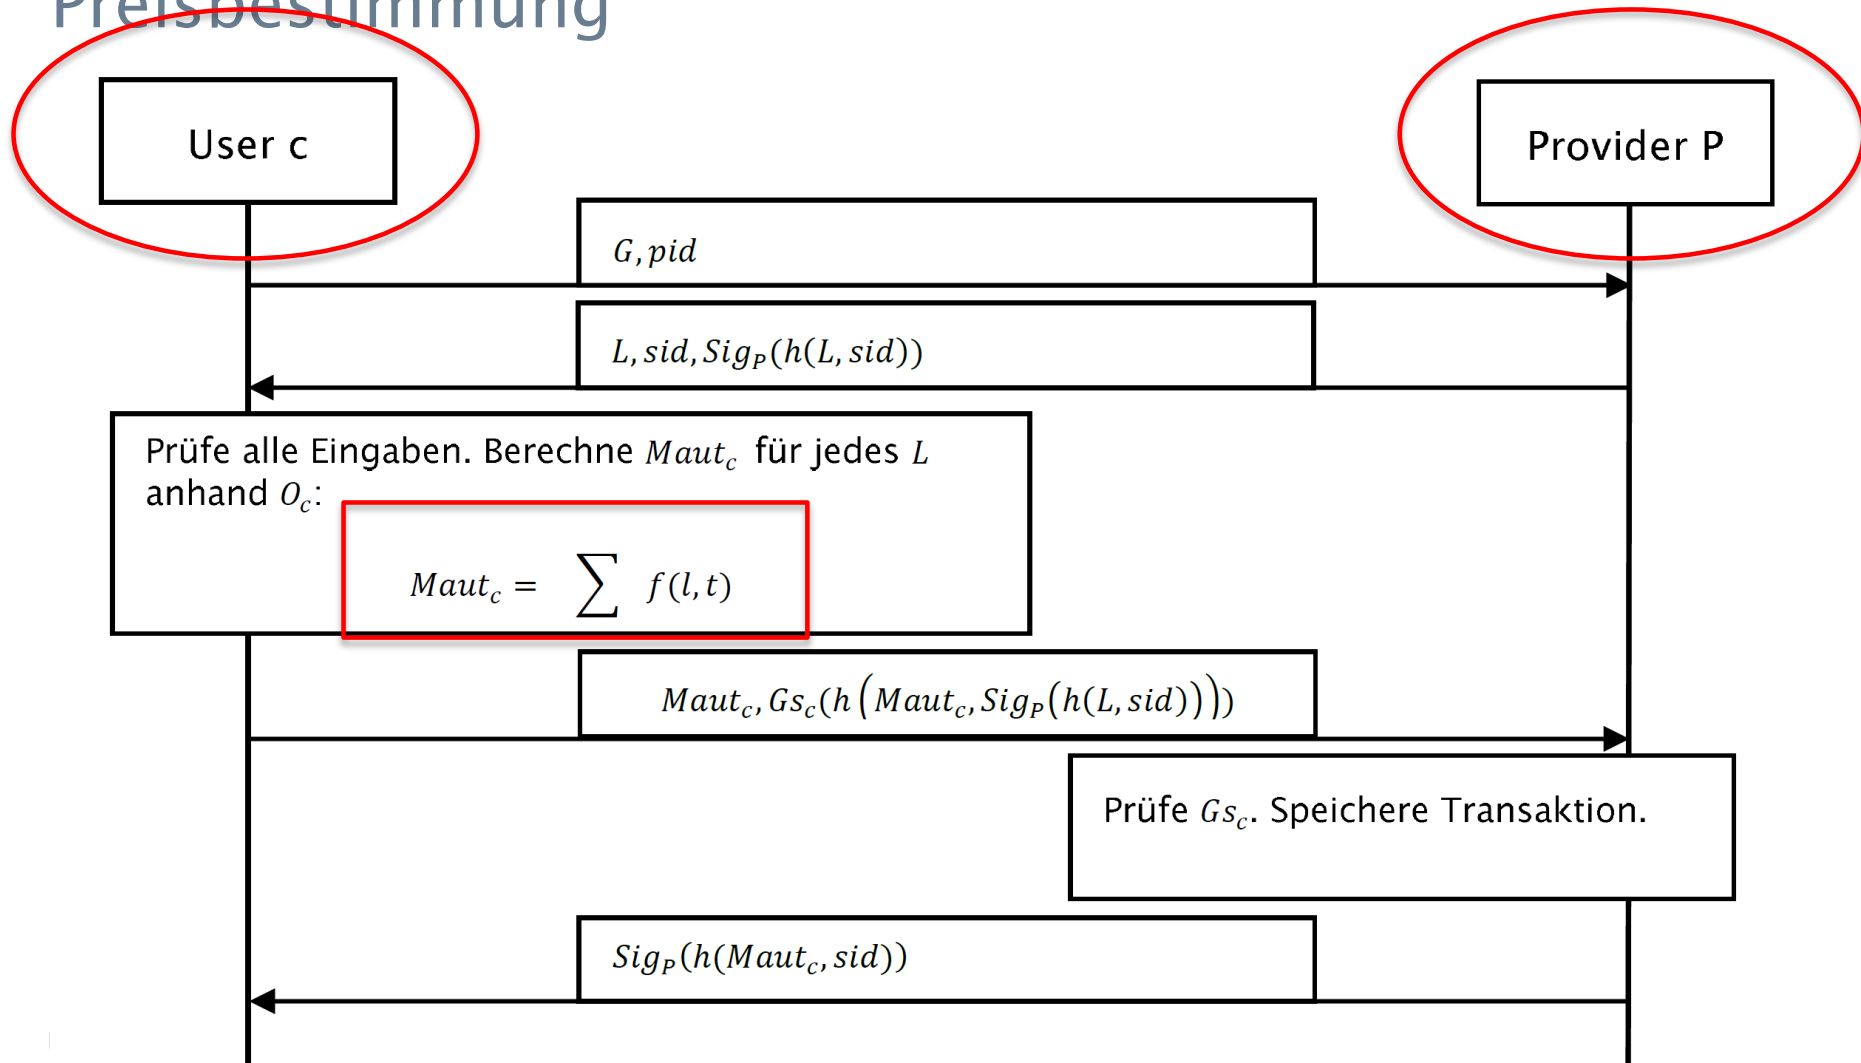 Preisbestimmung
User c
Provider P
G, pid
L, sid, Sig_P(h(L, sid))
Prüfe alle Eingaben. Berechne Maut_c für jedes L
anhand O_c:
Maut_c = ∑ f(l, t)
Maut_c, Gs_c(h(Maut_c, Sig_P(h(L, sid))))
Prüfe Gs_c. Speichere Transaktion.
Sig_P(h(Maut_c, sid))